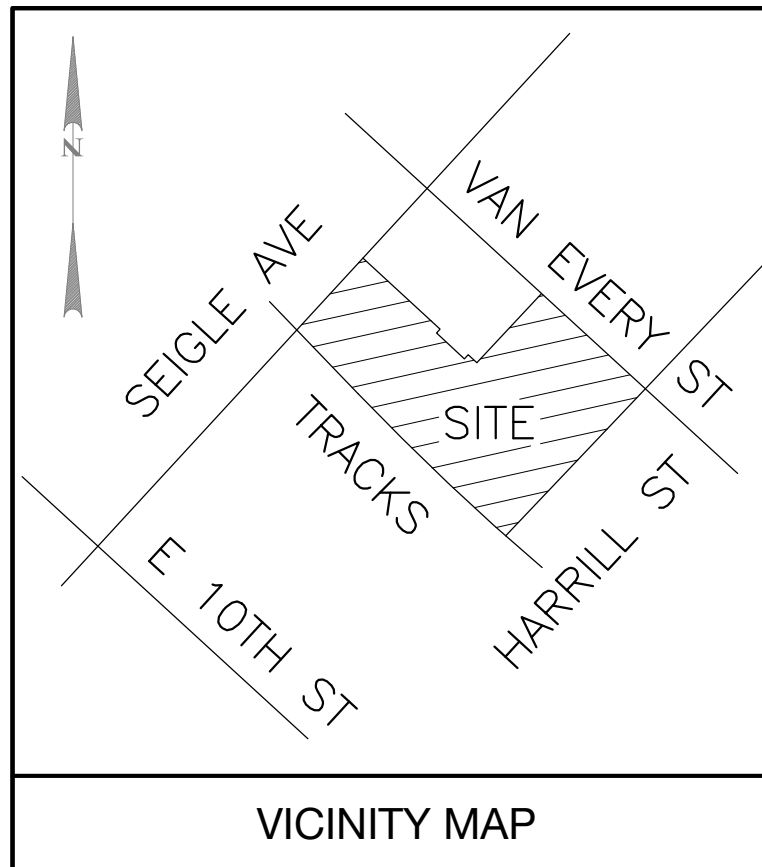 N
VAN EVERY ST
SEIGLE AVE
SITE
TRACKS
HARRILL ST
E 10TH ST
VICINITY MAP